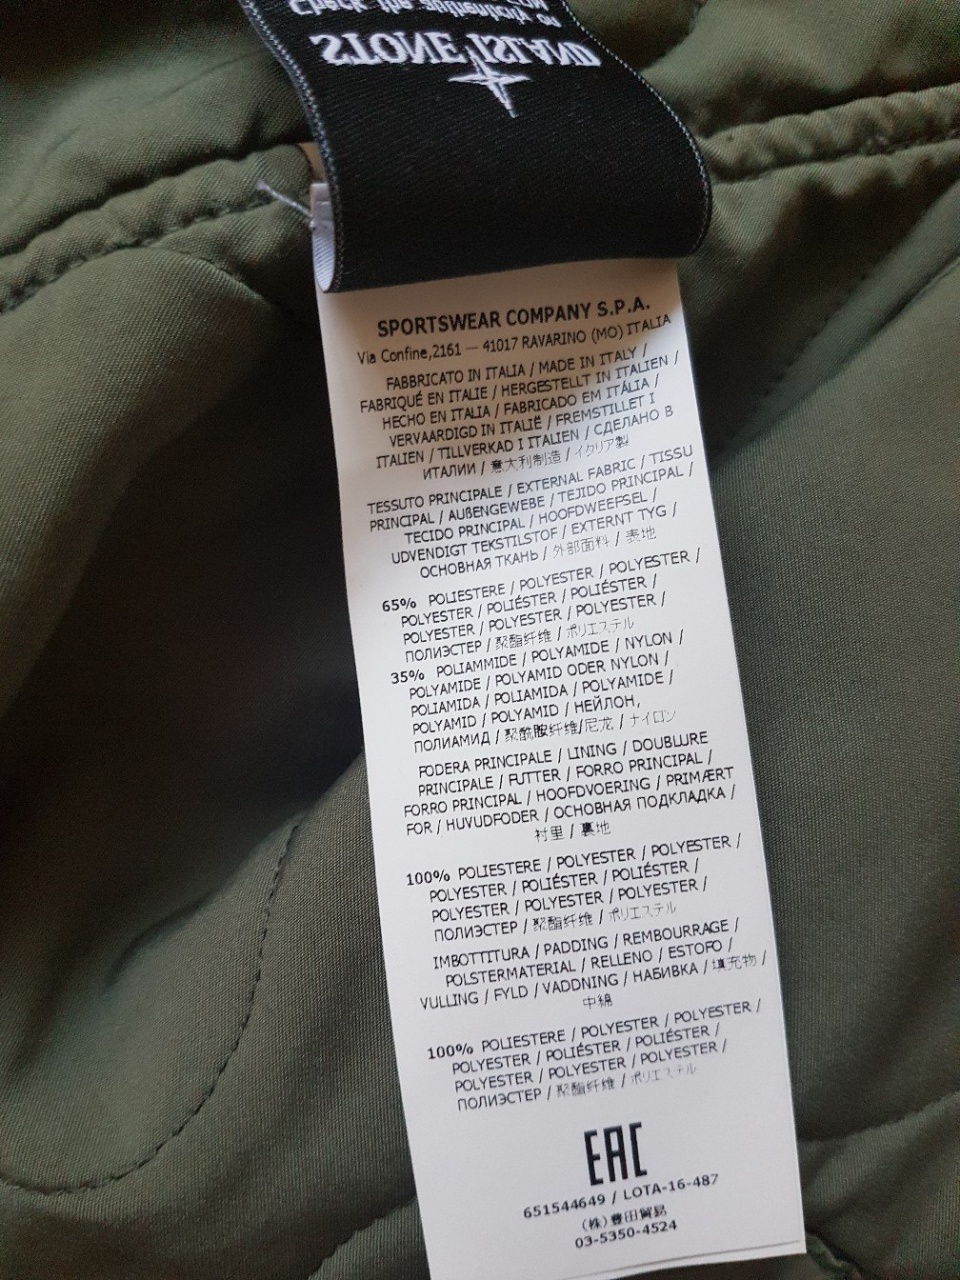 Check the authenticity on
STONE ISLAND
SPORTSWEAR COMPANY S.P.A.
Via Confine,2161 — 41017 RAVARINO (MO) ITALIA
FABBRICATO IN ITALIA / MADE IN ITALY /
FABRIQUÉ EN ITALIE / HERGESTELLT IN ITALIEN /
HECHO EN ITALIA / FABRICADO EM ITÁLIA /
VERVAARDIGD IN ITALIË / FREMSTILLET I
ITALIEN / TILLVERKAD I ITALIEN / СДЕЛАНО В
ИТАЛИИ / 意大利制造 / イタリア製
TESSUTO PRINCIPALE / EXTERNAL FABRIC / TISSU
PRINCIPAL / AUßENGEWEBE / TEJIDO PRINCIPAL /
TECIDO PRINCIPAL / HOOFDWEEFSEL /
UDVENDIGT TEKSTILSTOF / EXTERNT TYG /
ОСНОВНАЯ ТКАНЬ / 外部面料 / 表地
65% POLIESTERE / POLYESTER / POLYESTER /
POLYESTER / POLIÉSTER / POLIÉSTER /
POLYESTER / POLYESTER / POLYESTER /
ПОЛИЭСТЕР / 聚酯纤维 / ポリエステル
35% POLIAMMIDE / POLYAMIDE / NYLON /
POLYAMIDE / POLYAMID ODER NYLON /
POLIAMIDA / POLIAMIDA / POLYAMIDE /
POLYAMID / POLYAMID / НЕЙЛОН,
ПОЛИАМИД / 聚酰胺纤维/尼龙 / ナイロン
FODERA PRINCIPALE / LINING / DOUBLURE
PRINCIPALE / FUTTER / FORRO PRINCIPAL /
FORRO PRINCIPAL / HOOFDVOERING / PRIMÆRT
FOR / HUVUDFODER / ОСНОВНАЯ ПОДКЛАДКА /
衬里 / 裏地
100% POLIESTERE / POLYESTER / POLYESTER /
POLYESTER / POLIÉSTER / POLIÉSTER /
POLYESTER / POLYESTER / POLYESTER /
ПОЛИЭСТЕР / 聚酯纤维 / ポリエステル
IMBOTTITURA / PADDING / REMBOURRAGE /
POLSTERMATERIAL / RELLENO / ESTOFO /
VULLING / FYLD / VADDNING / НАБИВКА / 填充物 /
中綿
100% POLIESTERE / POLYESTER / POLYESTER /
POLYESTER / POLIÉSTER / POLIÉSTER /
POLYESTER / POLYESTER / POLYESTER /
ПОЛИЭСТЕР / 聚酯纤维 / ポリエステル
EAC
651544649 / LOTA-16-487
(株)豊田貿易
03-5350-4524